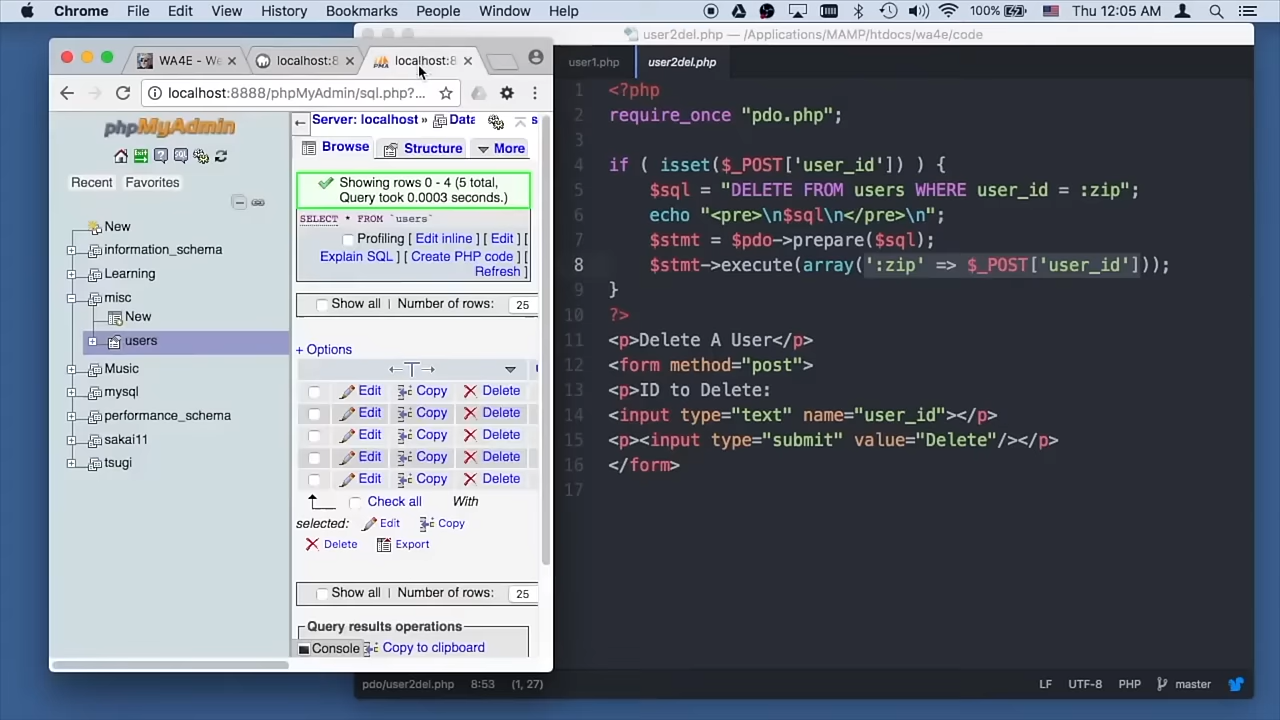 Chrome File Edit View History Bookmarks People Window Help 100% Thu 12:05 AM
user2del.php — /Applications/MAMP/htdocs/wa4e/code
WA4E - We
localhost:8
localhost:8
localhost:8888/phpMyAdmin/sql.php?...
phpMyAdmin
Recent Favorites
New
information_schema
Learning
misc
New
users
Music
mysql
performance_schema
sakai11
tsugi
Server: localhost » Data
s
Browse Structure More
Showing rows 0 - 4 (5 total,
Query took 0.0003 seconds.)
SELECT * FROM `users`
Profiling [ Edit inline ] [ Edit ] [
Explain SQL ] [ Create PHP code ] [
Refresh ]
Show all | Number of rows: 25
+ Options
←T→
Edit Copy Delete
Edit Copy Delete
Edit Copy Delete
Edit Copy Delete
Edit Copy Delete
Check all With
selected: Edit Copy
Delete Export
Show all | Number of rows: 25
Query results operations
Console Copy to clipboard
user1.php user2del.php
1 <?php
2 require_once "pdo.php";
3
4 if ( isset($_POST['user_id']) ) {
5 $sql = "DELETE FROM users WHERE user_id = :zip";
6 echo "<pre>\n$sql\n</pre>\n";
7 $stmt = $pdo->prepare($sql);
8 $stmt->execute(array(':zip' => $_POST['user_id']));
9 }
10 ?>
11 <p>Delete A User</p>
12 <form method="post">
13 <p>ID to Delete:
14 <input type="text" name="user_id"></p>
15 <p><input type="submit" value="Delete"/></p>
16 </form>
17
pdo/user2del.php 8:53 (1, 27) LF UTF-8 PHP master